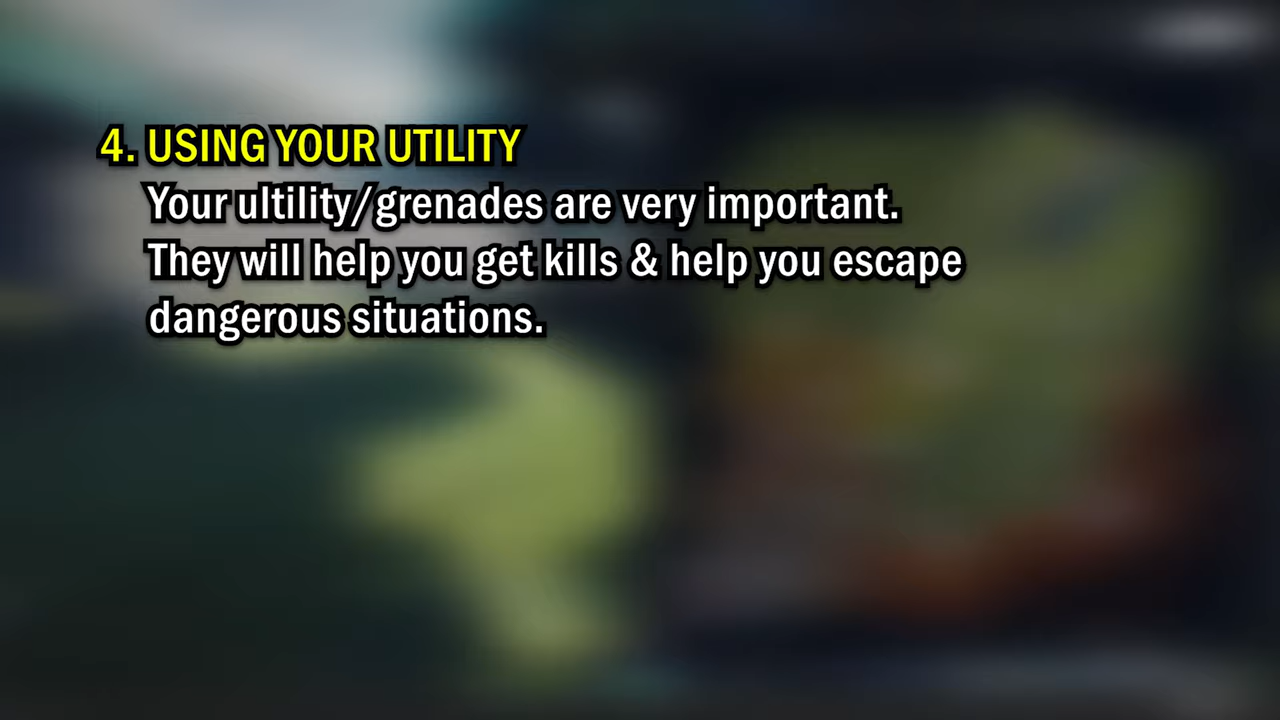 4. USING YOUR UTILITY
Your ultility/grenades are very important.
They will help you get kills & help you escape
dangerous situations.